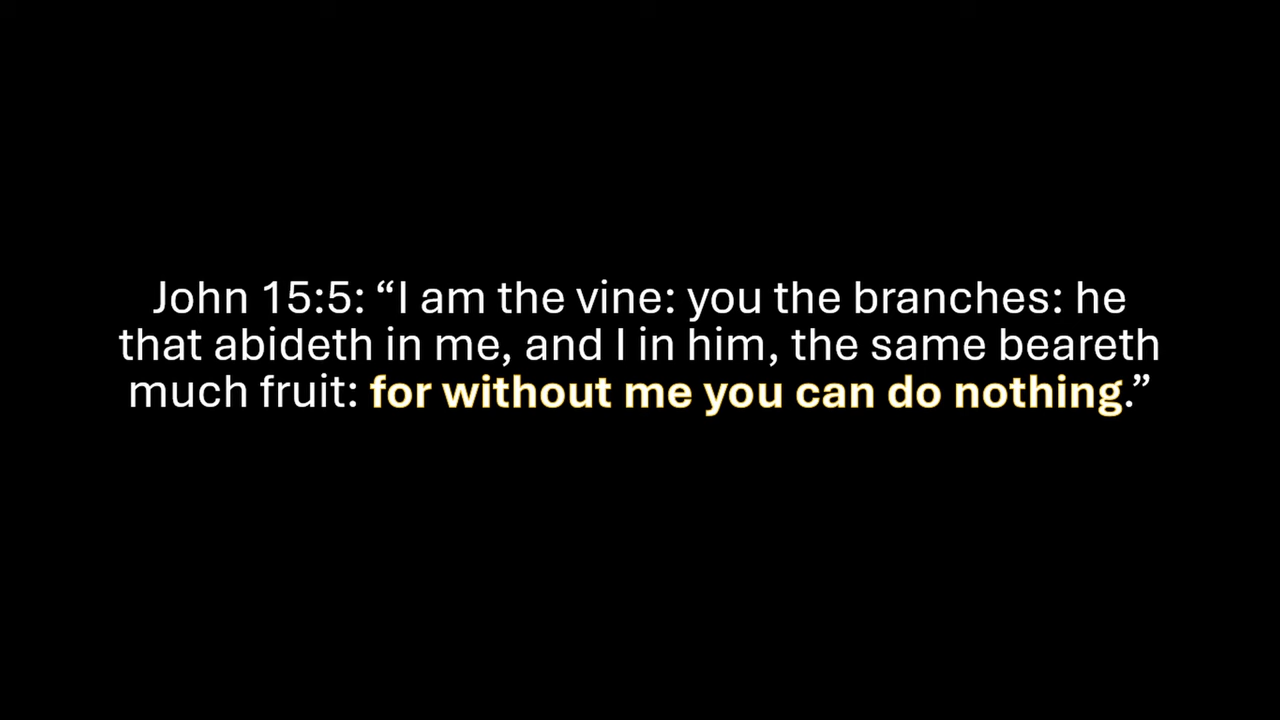 John 15:5: “I am the vine: you the branches: he
that abideth in me, and I in him, the same beareth
much fruit: for without me you can do nothing.”